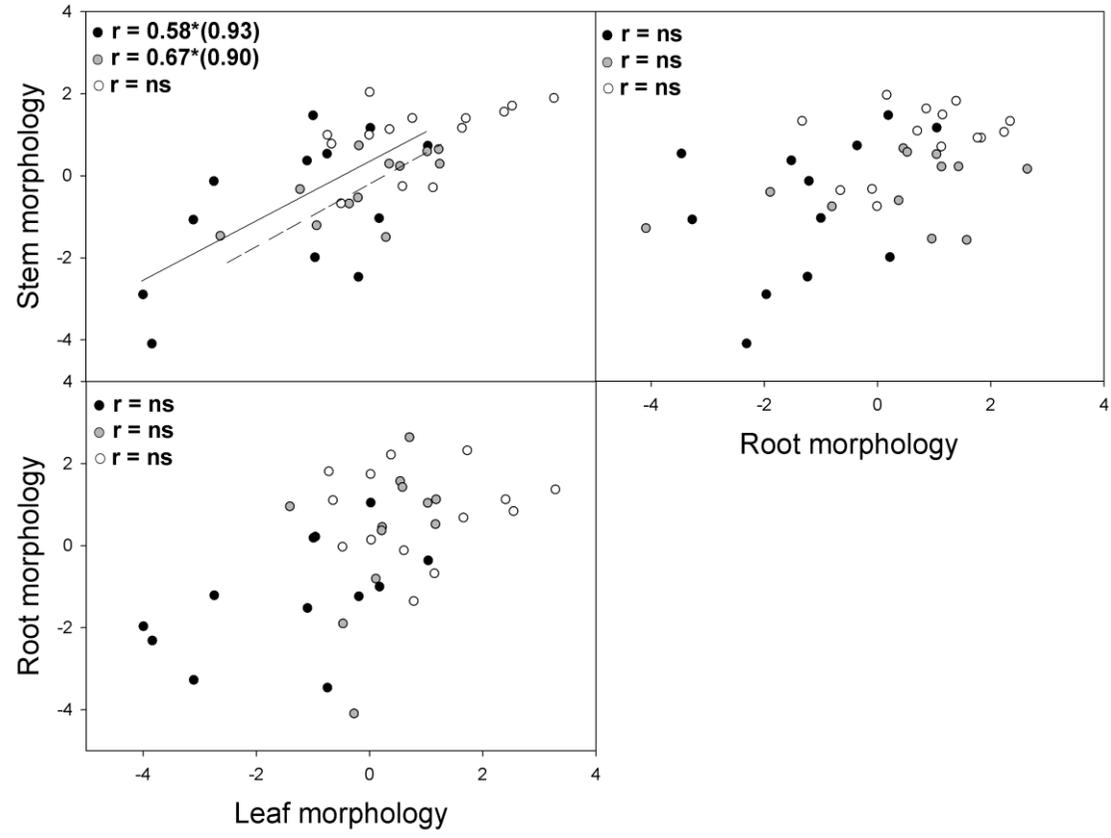 4
r = 0.58*(0.93)
r = 0.67*(0.90)
r = ns
2
0
-2
-4
Stem morphology
r = ns
r = ns
r = ns
-4 -2 0 2 4
Root morphology
4
r = ns
r = ns
r = ns
2
0
-2
-4
Root morphology
-4 -2 0 2 4
Leaf morphology